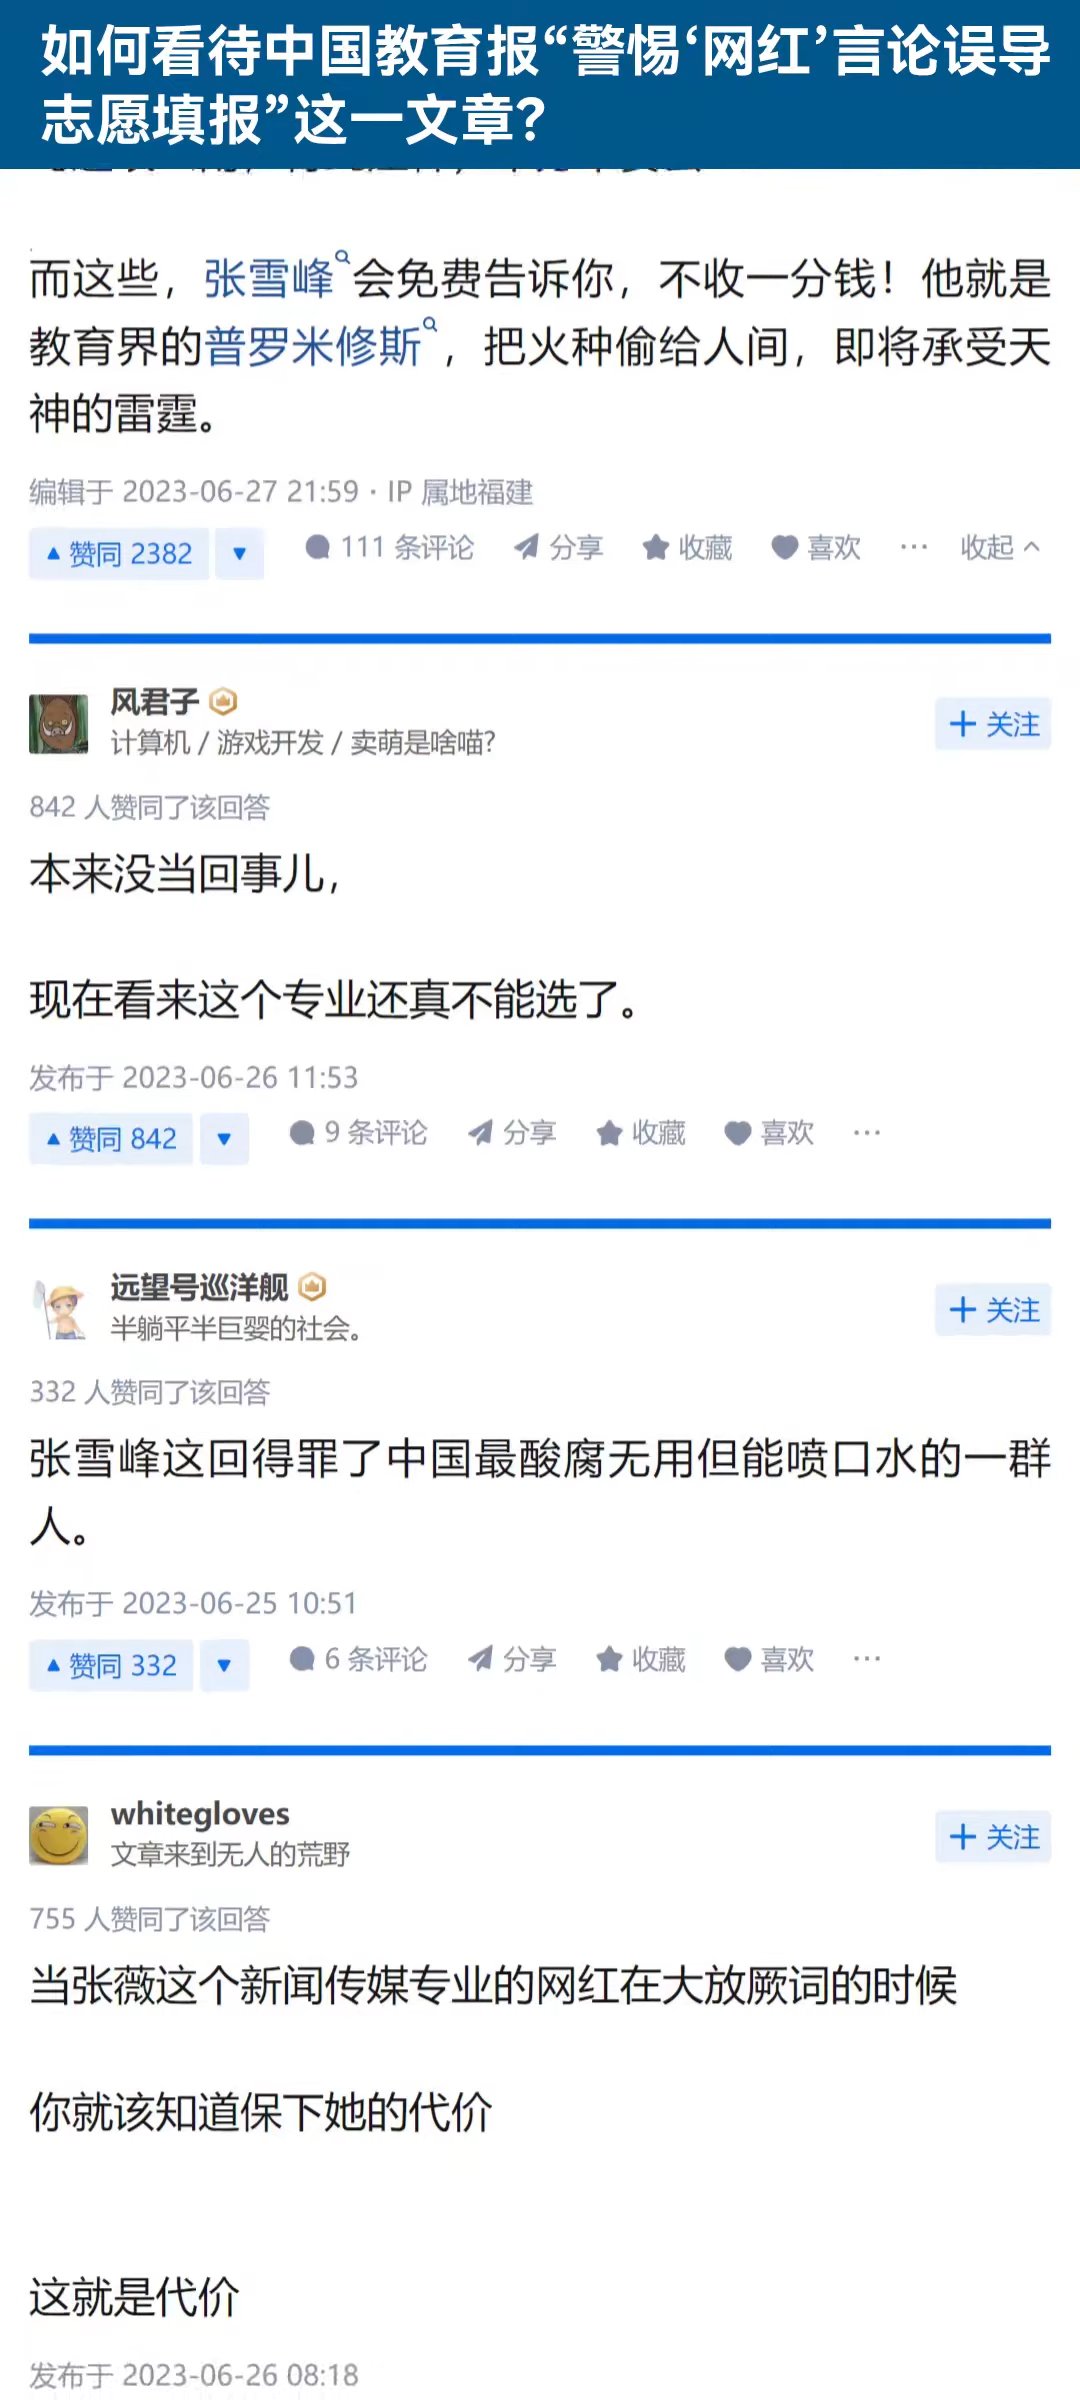 如何看待中国教育报“警惕‘网红’言论误导
志愿填报”这一文章?
而这些，张雪峰会免费告诉你，不收一分钱！他就是
教育界的普罗米修斯，把火种偷给人间，即将承受天
神的雷霆。
编辑于 2023-06-27 21:59 · IP 属地福建
▲ 赞同 2382 ▼ 111 条评论 分享 收藏 喜欢 ··· 收起
风君子
+ 关注
计算机 / 游戏开发 / 卖萌是啥喵?
842 人赞同了该回答
本来没当回事儿，
现在看来这个专业还真不能选了。
发布于 2023-06-26 11:53
▲ 赞同 842 ▼ 9 条评论 分享 收藏 喜欢 ···
远望号巡洋舰
+ 关注
半躺平半巨婴的社会。
332 人赞同了该回答
张雪峰这回得罪了中国最酸腐无用但能喷口水的一群
人。
发布于 2023-06-25 10:51
▲ 赞同 332 ▼ 6 条评论 分享 收藏 喜欢 ···
whitegloves
+ 关注
文章来到无人的荒野
755 人赞同了该回答
当张薇这个新闻传媒专业的网红在大放厥词的时候
你就该知道保下她的代价
这就是代价
发布于 2023-06-26 08:18